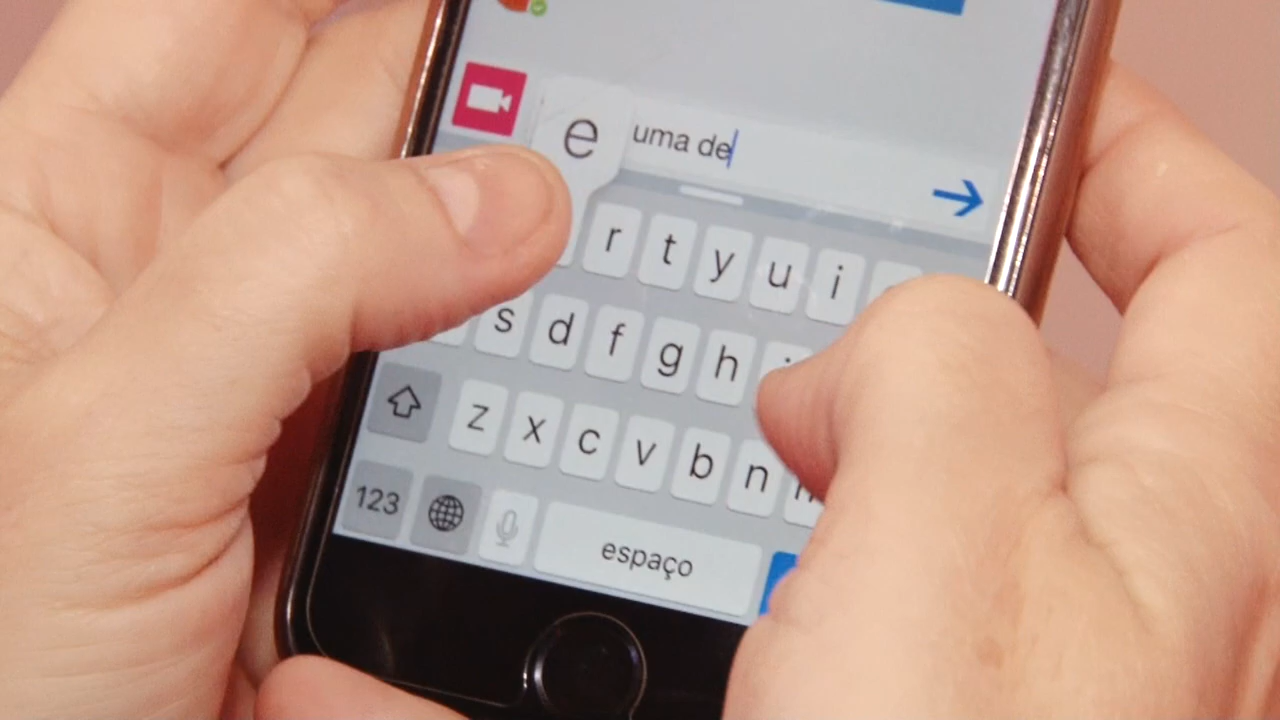 e uma de
r t y u i
s d f g h
z x c v b n
123 espaço